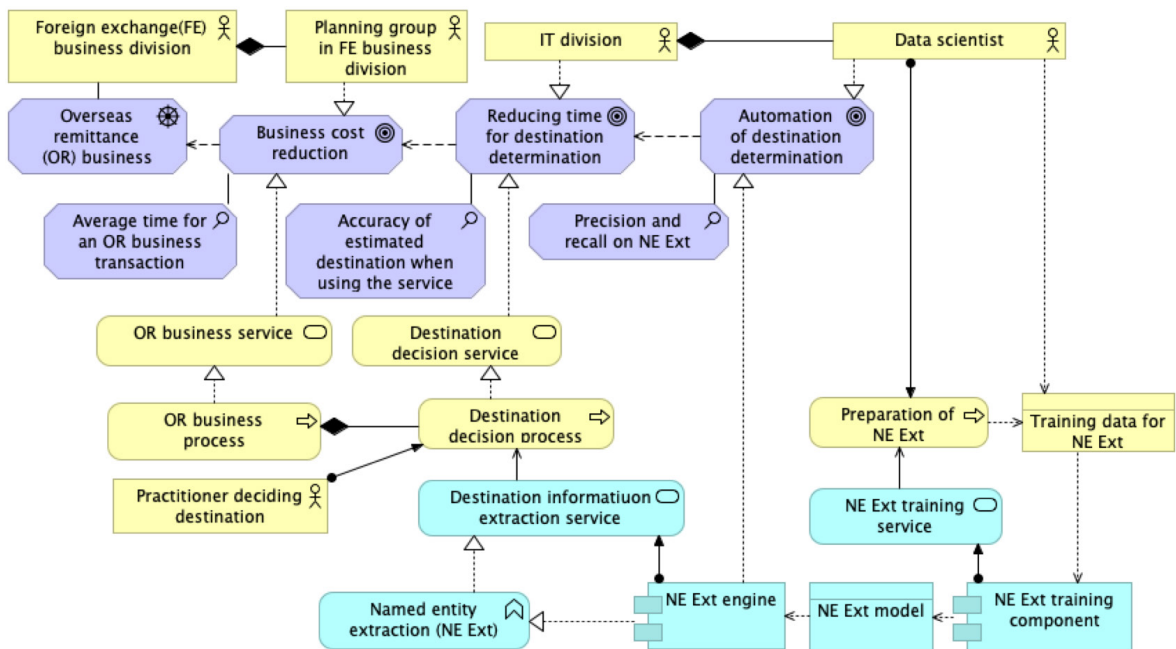 Foreign exchange(FE)
business division
Planning group
in FE business
division
IT division
Data scientist
Overseas
remittance
(OR) business
Business cost
reduction
Reducing time
for destination
determination
Automation
of destination
determination
Average time for
an OR business
transaction
Accuracy of
estimated
destination when
using the service
Precision and
recall on NE Ext
OR business service
Destination
decision service
OR business
process
Destination
decision process
Preparation of
NE Ext
Training data for
NE Ext
Practitioner deciding
destination
Destination informatiuon
extraction service
NE Ext training
service
Named entity
extraction (NE Ext)
NE Ext engine
NE Ext model
NE Ext training
component